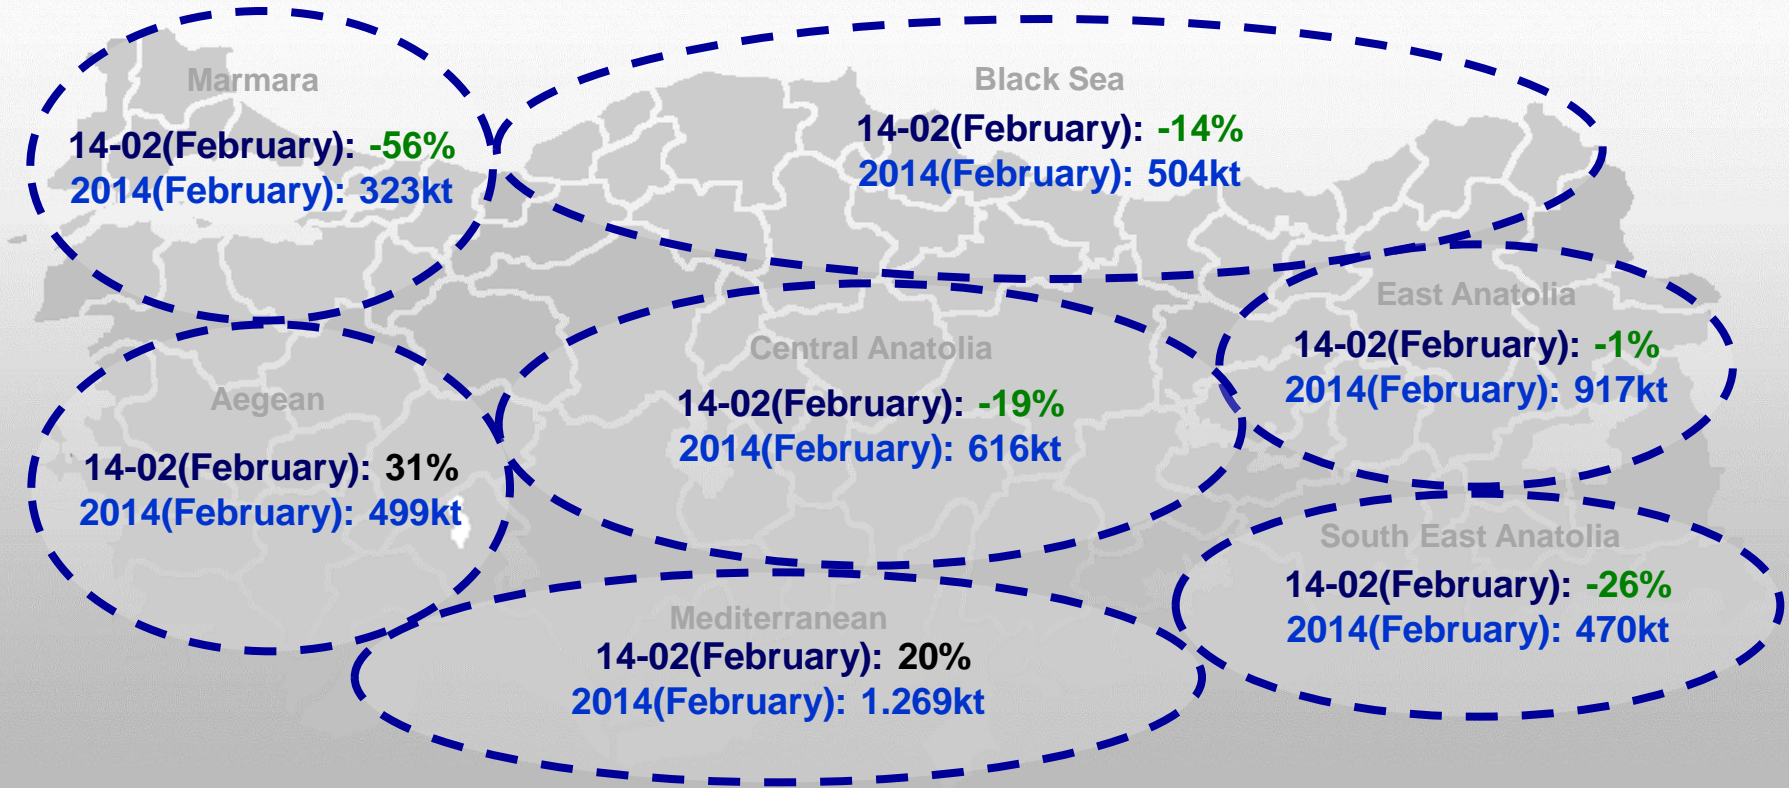 Marmara
14-02(February): -56%
2014(February): 323kt
Black Sea
14-02(February): -14%
2014(February): 504kt
East Anatolia
14-02(February): -1%
2014(February): 917kt
Central Anatolia
14-02(February): -19%
2014(February): 616kt
Aegean
14-02(February): 31%
2014(February): 499kt
South East Anatolia
14-02(February): -26%
2014(February): 470kt
Mediterranean
14-02(February): 20%
2014(February): 1.269kt